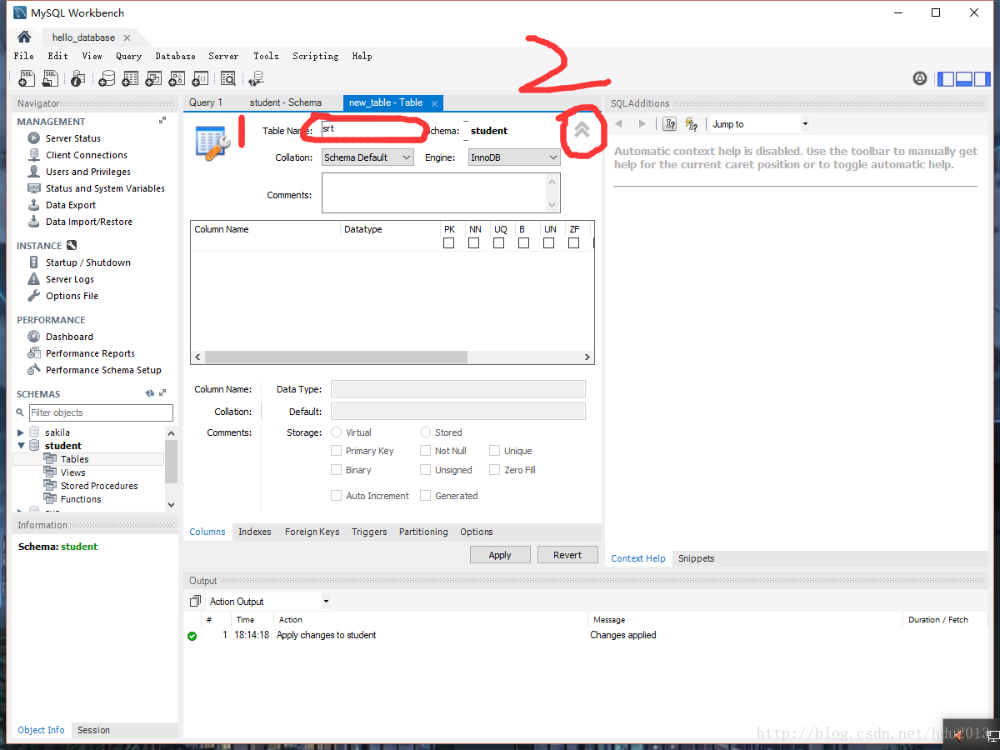 MySQL Workbench
hello_database
File Edit View Query Database Server Tools Scripting Help
2
Navigator
MANAGEMENT
Server Status
Client Connections
Users and Privileges
Status and System Variables
Data Export
Data Import/Restore
INSTANCE
Startup / Shutdown
Server Logs
Options File
PERFORMANCE
Dashboard
Performance Reports
Performance Schema Setup
SCHEMAS
Filter objects
sakila
student
Tables
Views
Stored Procedures
Functions
Information
Schema: student
Object Info Session
Query 1 student - Schema new_table - Table
1
Table Name: srt Schema: student
Collation: Schema Default Engine: InnoDB
Comments:
Column Name Datatype PK NN UQ B UN ZF
Column Name: Data Type:
Collation: Default:
Comments: Storage: Virtual Stored
Primary Key Not Null Unique
Binary Unsigned Zero Fill
Auto Increment Generated
Columns Indexes Foreign Keys Triggers Partitioning Options
Apply Revert
SQLAdditions
Jump to
Automatic context help is disabled. Use the toolbar to manually get
help for the current caret position or to toggle automatic help.
Context Help Snippets
Output
Action Output
# Time Action Message Duration / Fetch
1 18:14:18 Apply changes to student Changes applied
http://blog.csdn.net/hdu2013